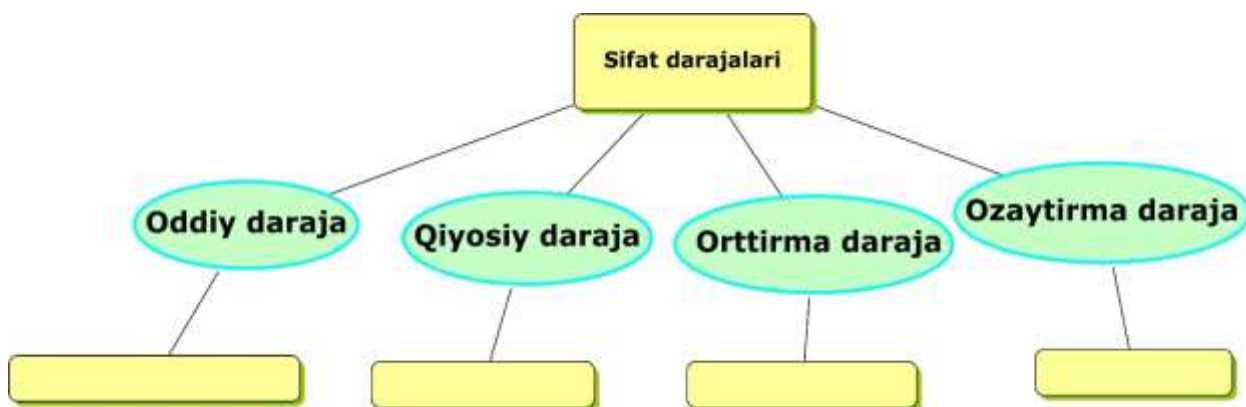 Sifat darajalari
Oddiy daraja
Qiyosiy daraja
Orttirma daraja
Ozaytirma daraja